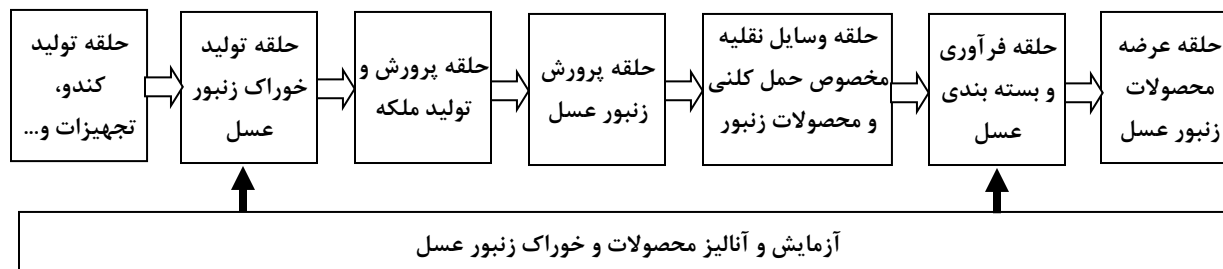 حلقه تولید
کندو،
تجهیزات و...
حلقه تولید
خوراک زنبور
عسل
حلقه پرورش و
تولید ملکه
حلقه پرورش
زنبور عسل
حلقه وسایل نقلیه
مخصوص حمل کلنی
و محصولات زنبور
حلقه فرآوری
و بسته بندی
عسل
حلقه عرضه
محصولات
زنبور عسل
آزمایش و آنالیز محصولات و خوراک زنبور عسل